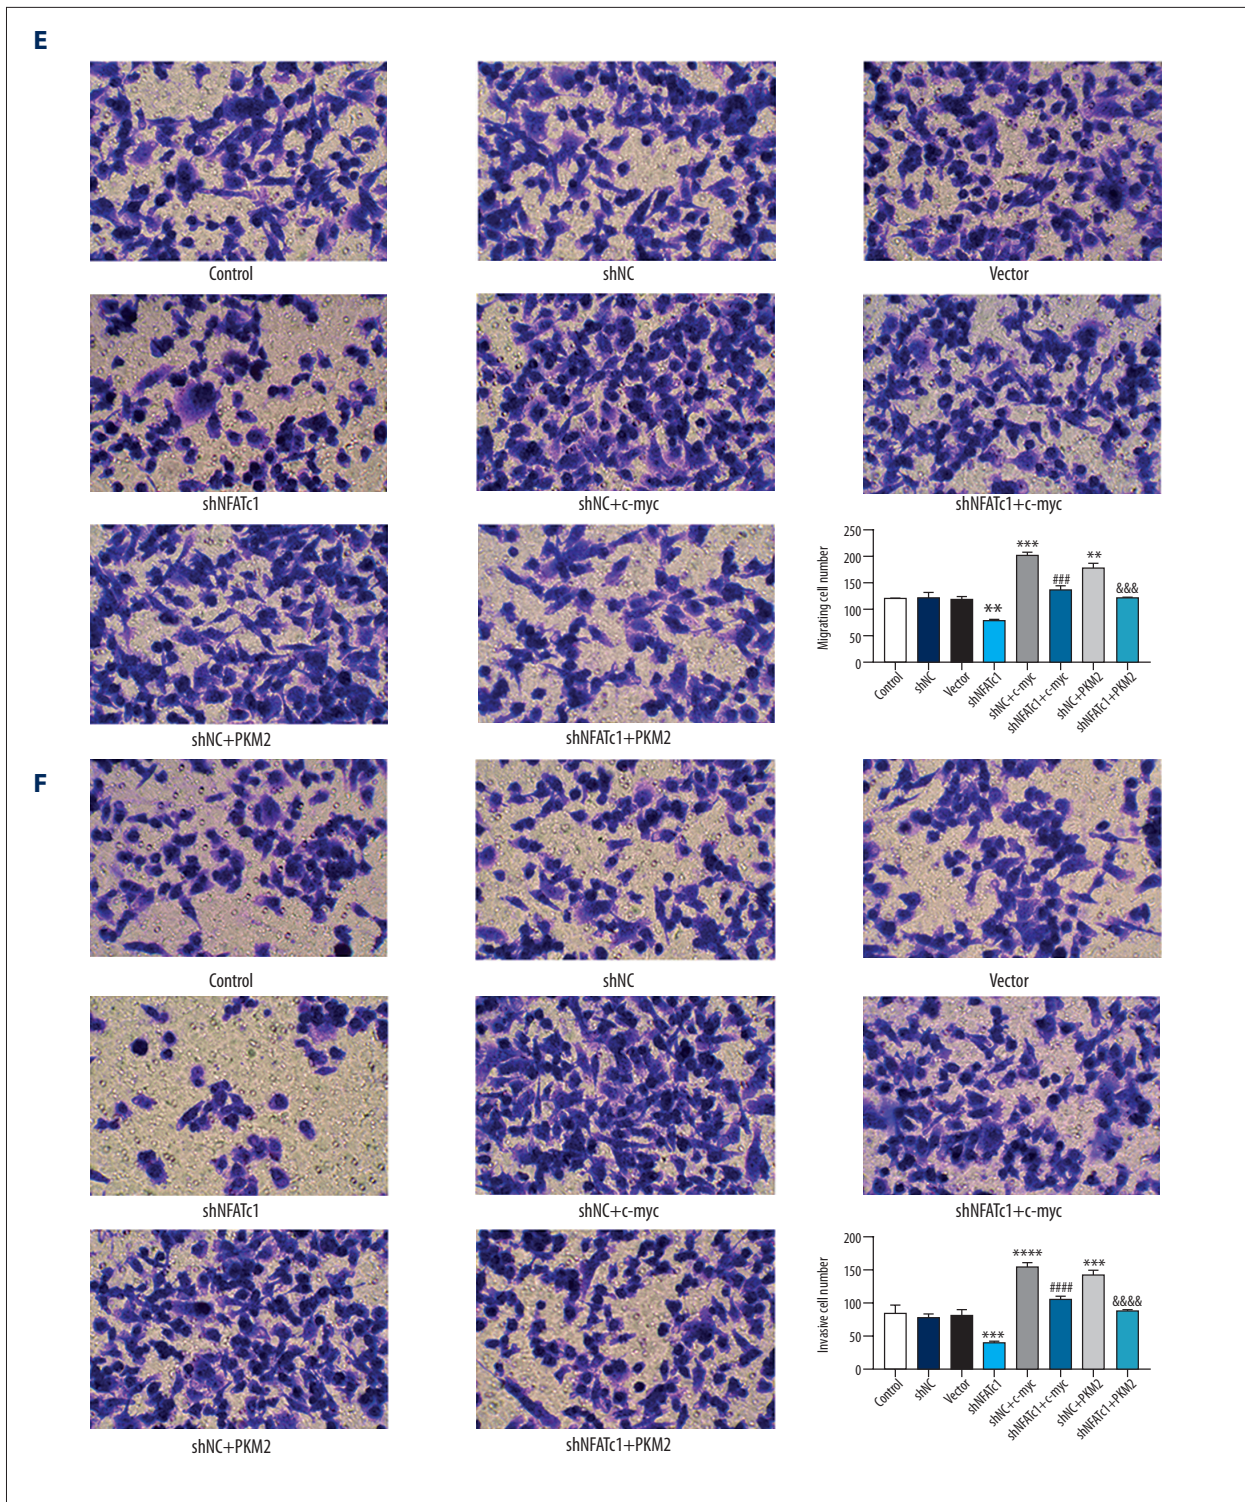 E
Control
shNC
Vector
shNFATc1
shNC+c-myc
shNFATc1+c-myc
shNC+PKM2
shNFATc1+PKM2
Migrating cell number
250
200
150
100
50
0
***
**
###
**
&&&
Control
shNC
Vector
shNFATc1
shNC+c-myc
shNFATc1+c-myc
shNC+PKM2
shNFATc1+PKM2
F
Control
shNC
Vector
shNFATc1
shNC+c-myc
shNFATc1+c-myc
shNC+PKM2
shNFATc1+PKM2
Invasive cell number
200
150
100
50
0
****
***
####
&&&&
***
Control
shNC
Vector
shNFATc1
shNC+c-myc
shNFATc1+c-myc
shNC+PKM2
shNFATc1+PKM2